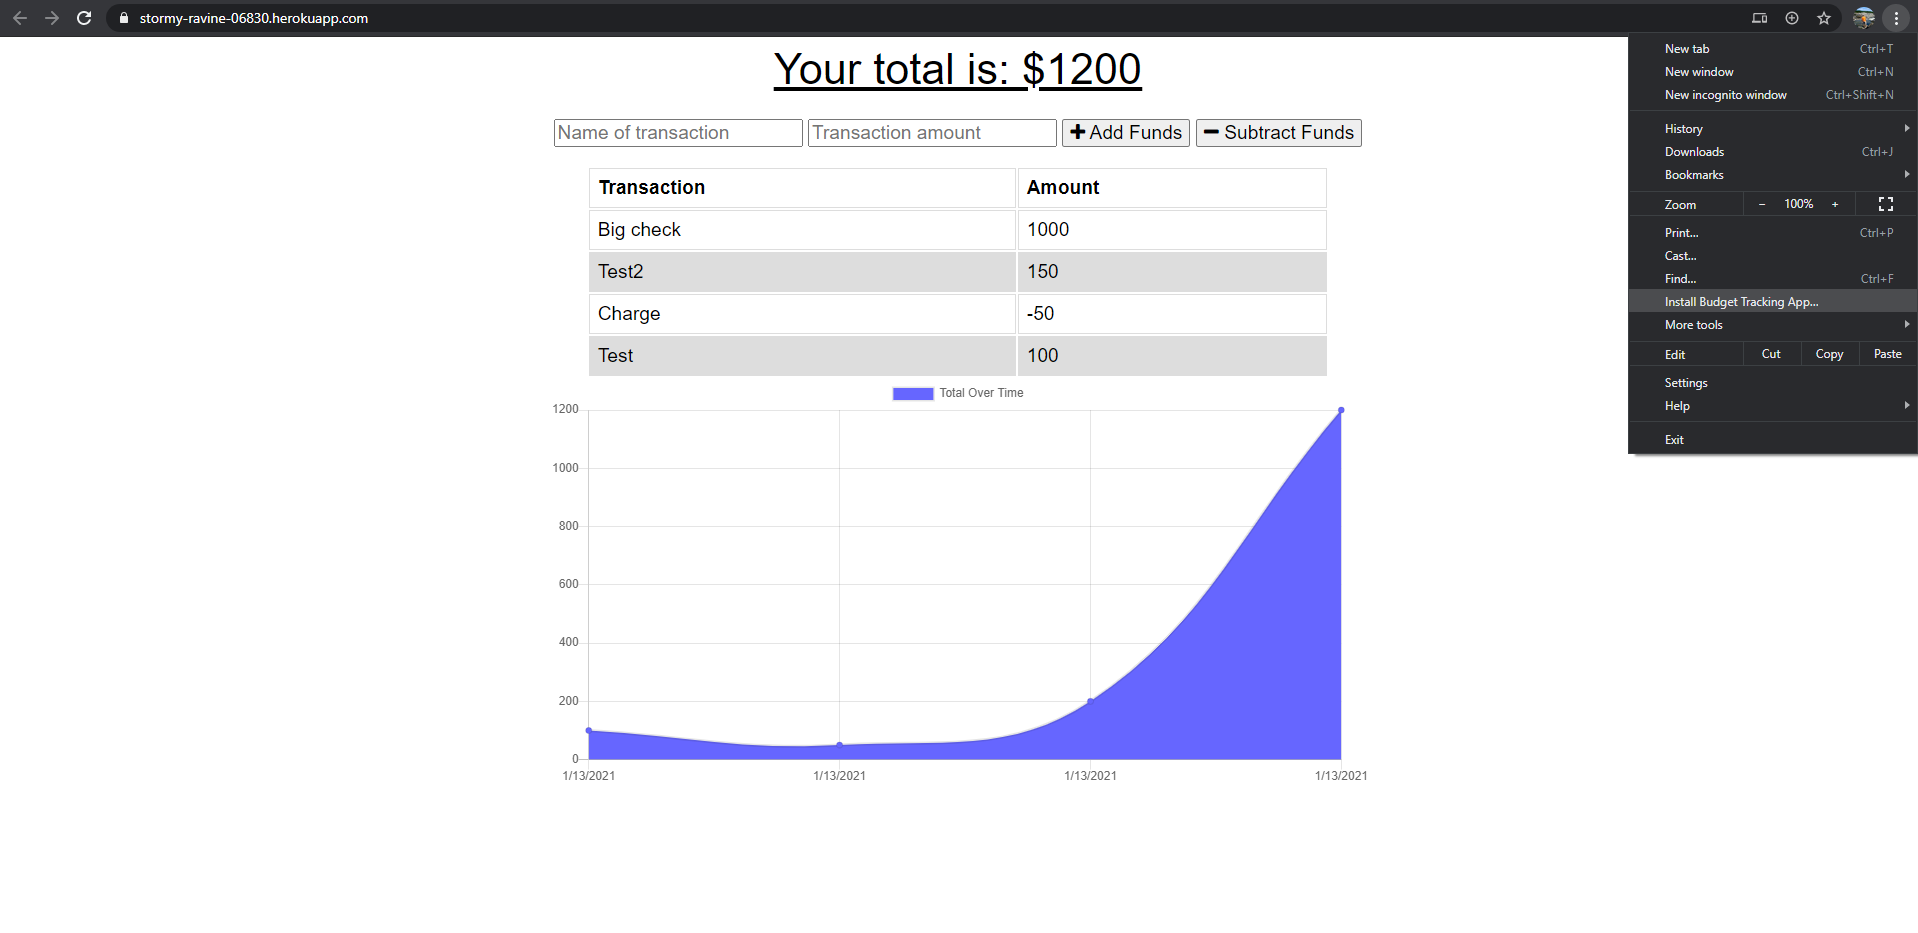 stormy-ravine-06830.herokuapp.com
Your total is: $1200
Name of transaction Transaction amount Add Funds Subtract Funds
Transaction Amount
Big check 1000
Test2 150
Charge -50
Test 100
Total Over Time
1200
1000
800
600
400
200
0
1/13/2021 1/13/2021 1/13/2021 1/13/2021
New tab Ctrl+T
New window Ctrl+N
New incognito window Ctrl+Shift+N
History
Downloads Ctrl+J
Bookmarks
Zoom − 100% +
Print... Ctrl+P
Cast...
Find... Ctrl+F
Install Budget Tracking App...
More tools
Edit Cut Copy Paste
Settings
Help
Exit